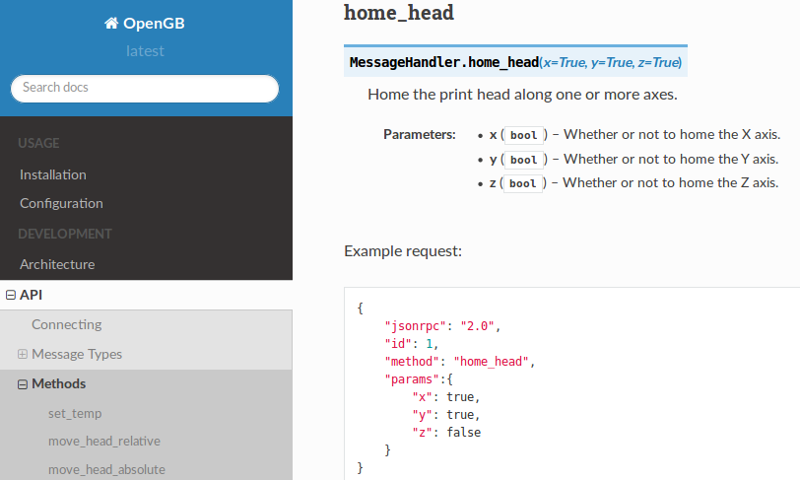 OpenGB
latest
Search docs
USAGE
Installation
Configuration
DEVELOPMENT
Architecture
API
Connecting
Message Types
Methods
set_temp
move_head_relative
move_head_absolute
home_head
MessageHandler.home_head(x=True, y=True, z=True)
Home the print head along one or more axes.
Parameters:
• x ( bool ) – Whether or not to home the X axis.
• y ( bool ) – Whether or not to home the Y axis.
• z ( bool ) – Whether or not to home the Z axis.
Example request:
{
    "jsonrpc": "2.0",
    "id": 1,
    "method": "home_head",
    "params":{
        "x": true,
        "y": true,
        "z": false
    }
}